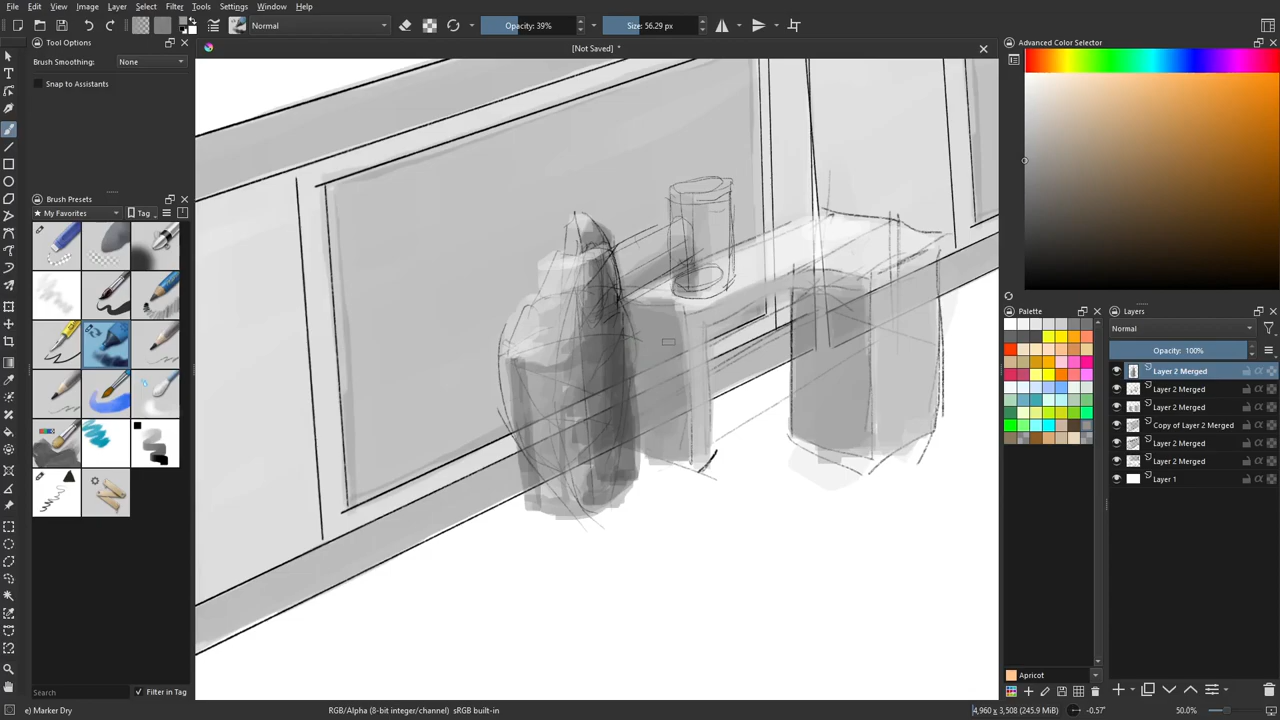 File Edit View Image Layer Select Filter Tools Settings Window Help
Normal
Opacity: 39%
Size: 56.29 px
Tool Options
[Not Saved] *
Advanced Color Selector
Brush Smoothing: None
Snap to Assistants
Brush Presets
My Favorites
Tag
Palette
Layers
Normal
Opacity: 100%
Layer 2 Merged
Layer 2 Merged
Layer 2 Merged
Copy of Layer 2 Merged
Layer 2 Merged
Layer 2 Merged
Layer 1
Apricot
Search
Filter in Tag
e) Marker Dry
RGB/Alpha (8-bit integer/channel) sRGB built-in
4,960 x 3,508 (245.9 MiB)
-0.57°
50.0%